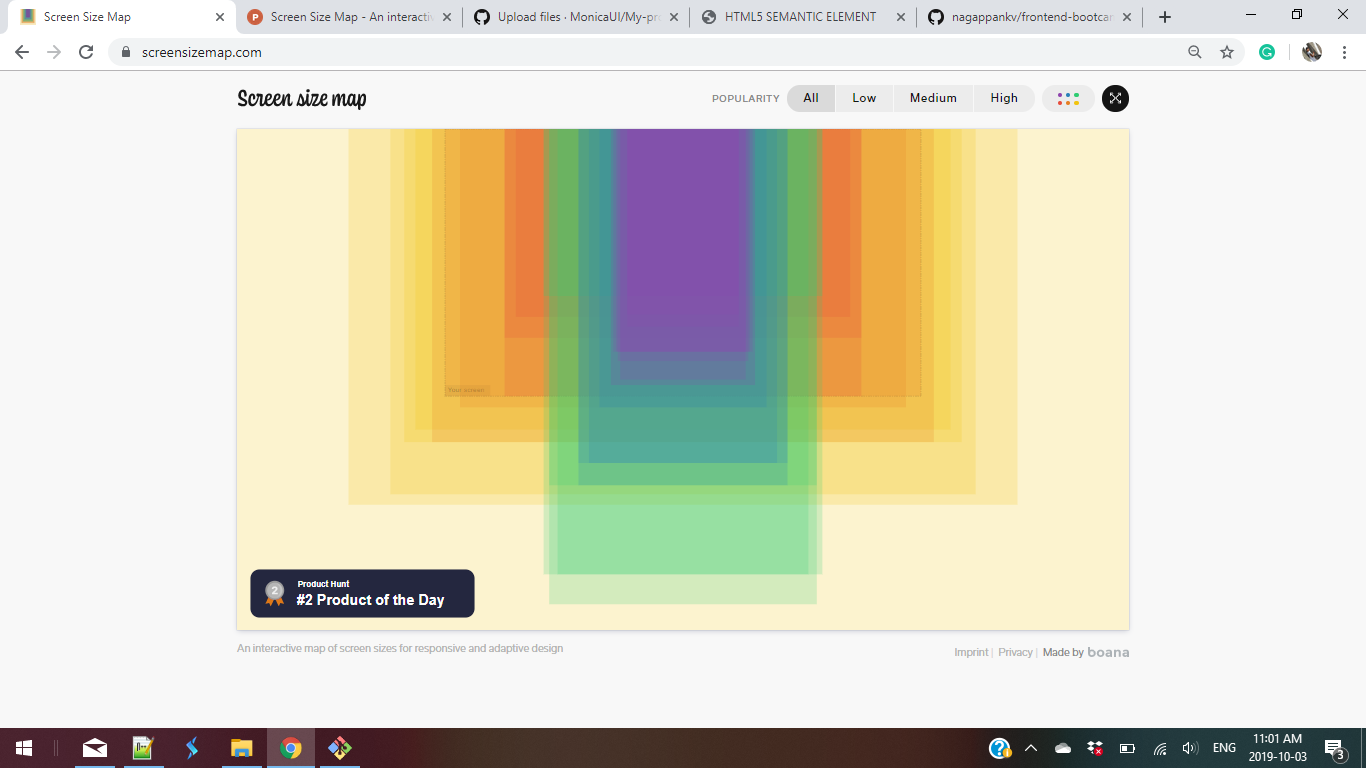 Screen Size Map
Screen Size Map - An interactiv
Upload files · MonicaUI/My-pro
HTML5 SEMANTIC ELEMENT
nagappankv/frontend-bootcam
screensizemap.com
Screen size map
POPULARITY All Low Medium High
Your screen
2
Product Hunt
#2 Product of the Day
An interactive map of screen sizes for responsive and adaptive design
Imprint | Privacy | Made by boana
ENG
11:01 AM
2019-10-03
3